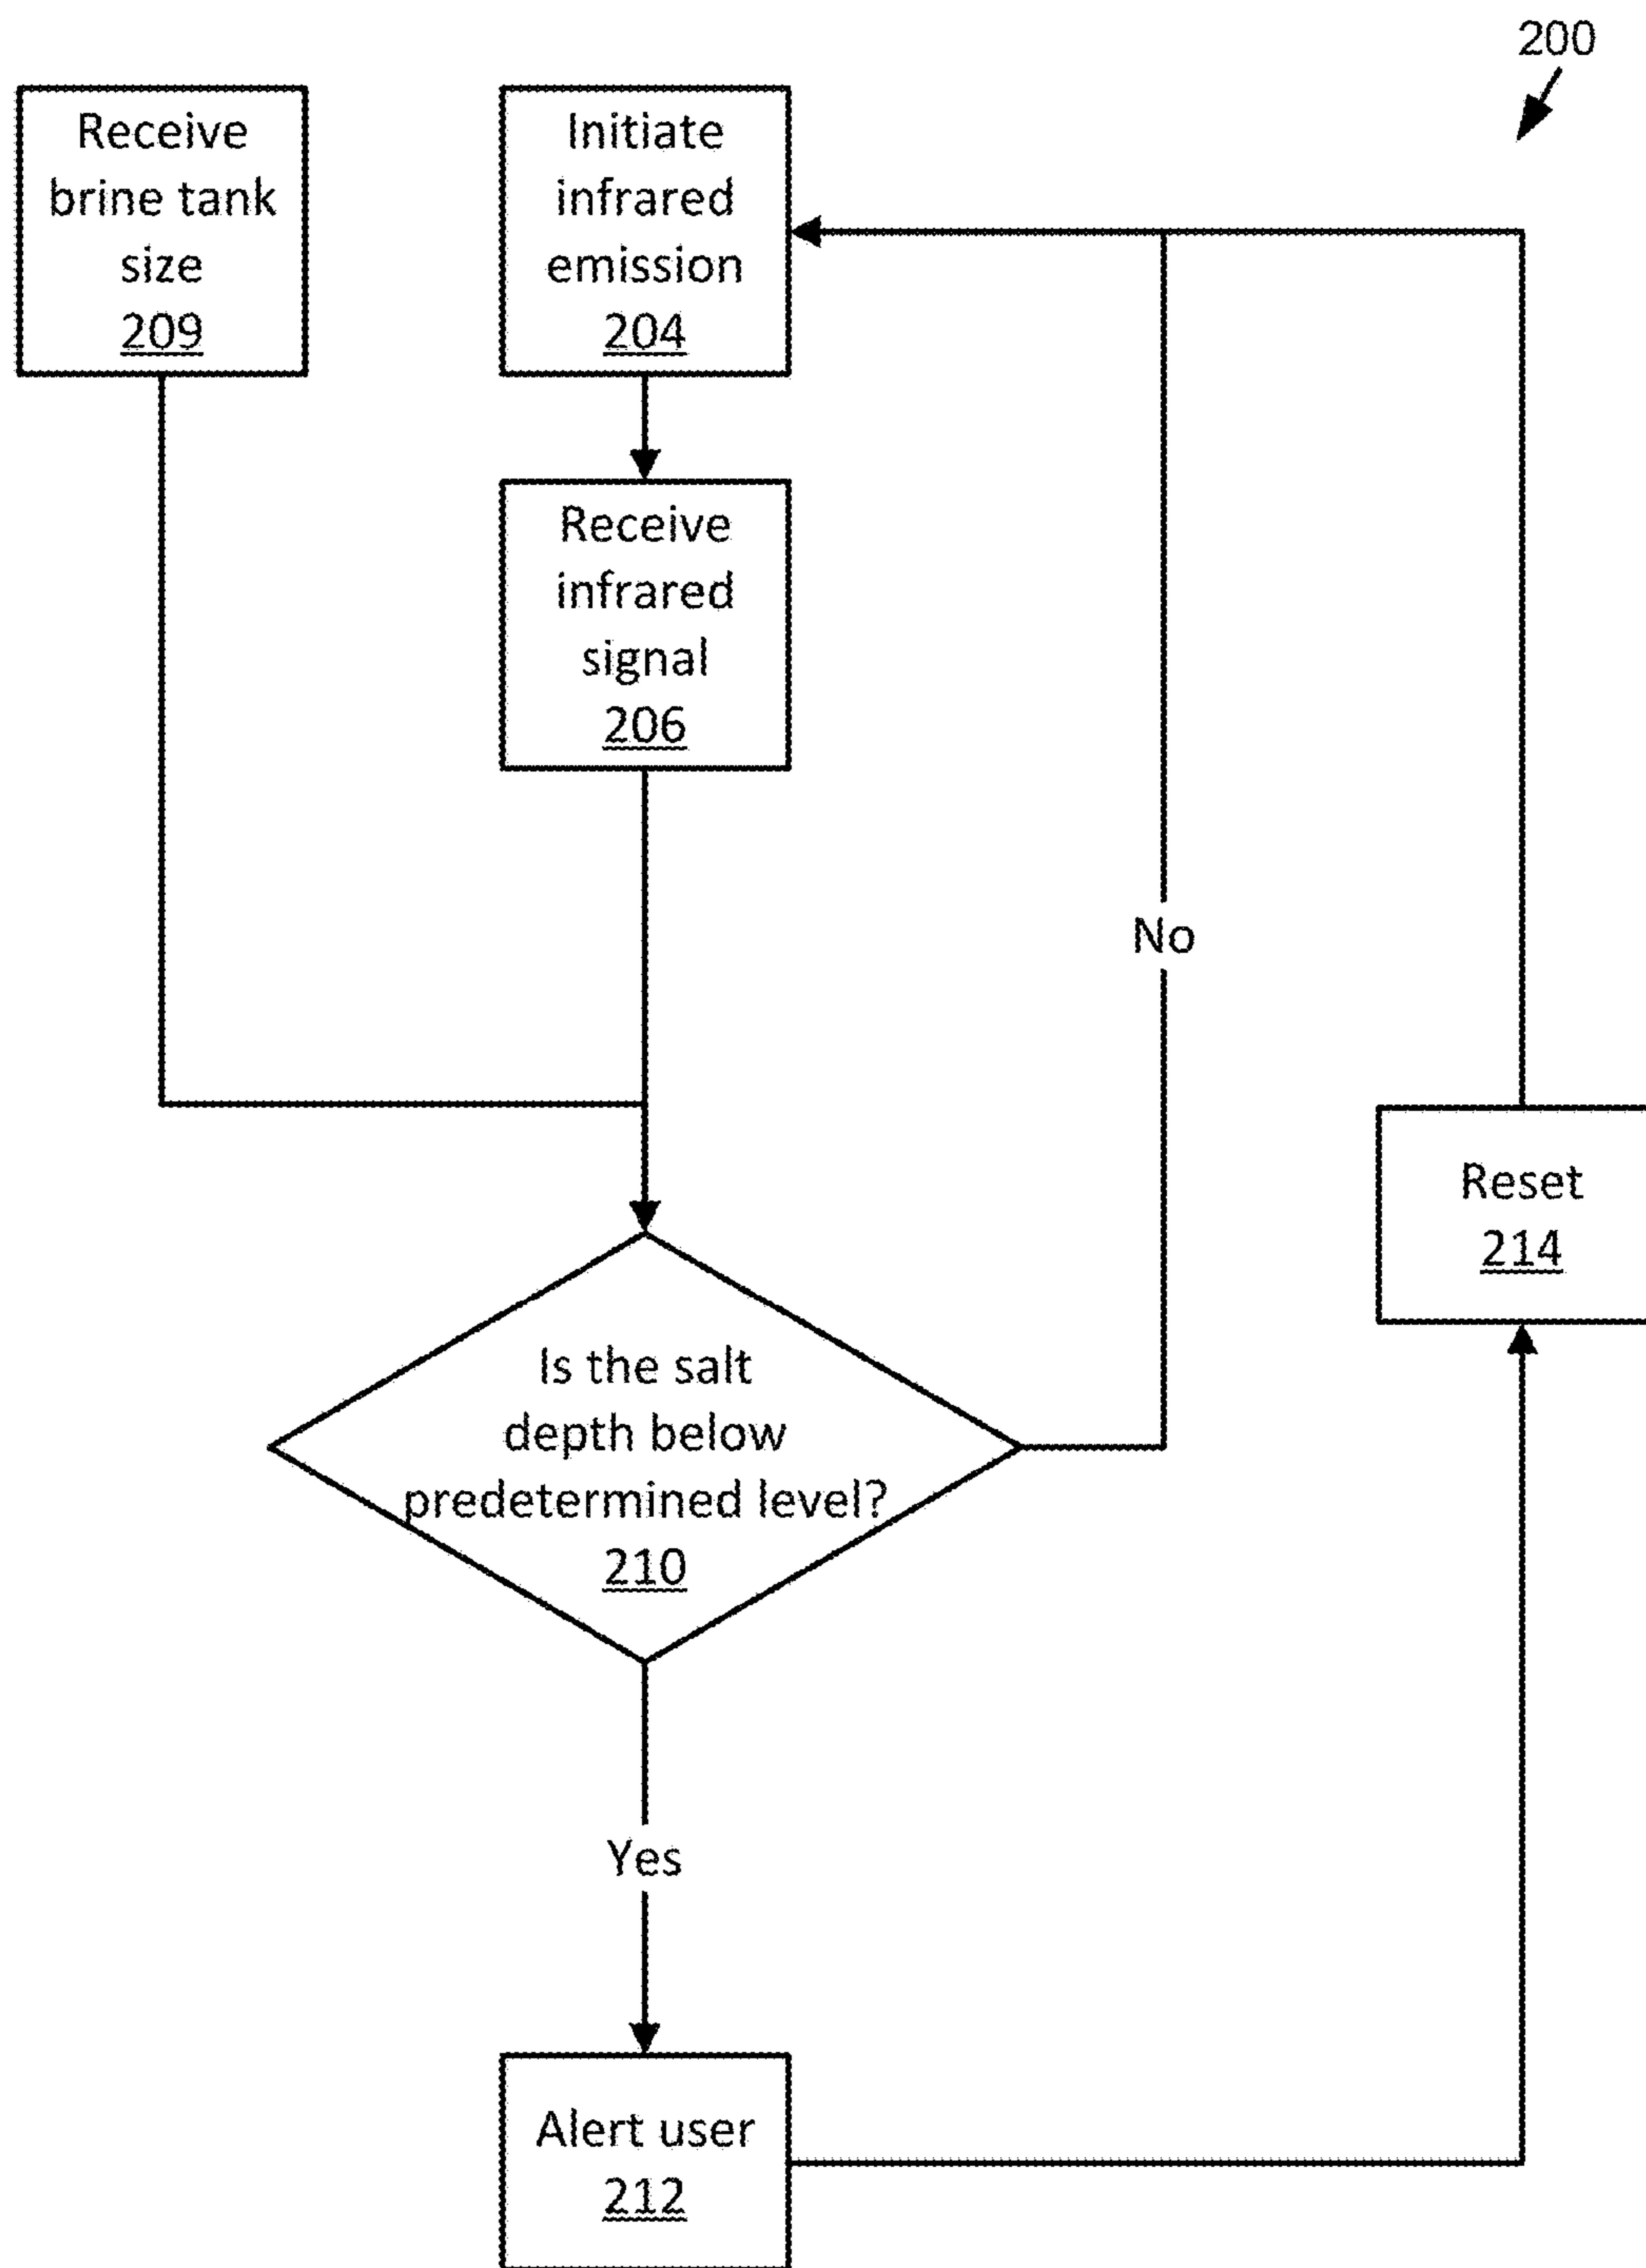 200
Receive
brine tank
size
209
Initiate
infrared
emission
204
Receive
infrared
signal
206
No
Reset
214
Is the salt
depth below
predetermined level?
210
Yes
Alert user
212